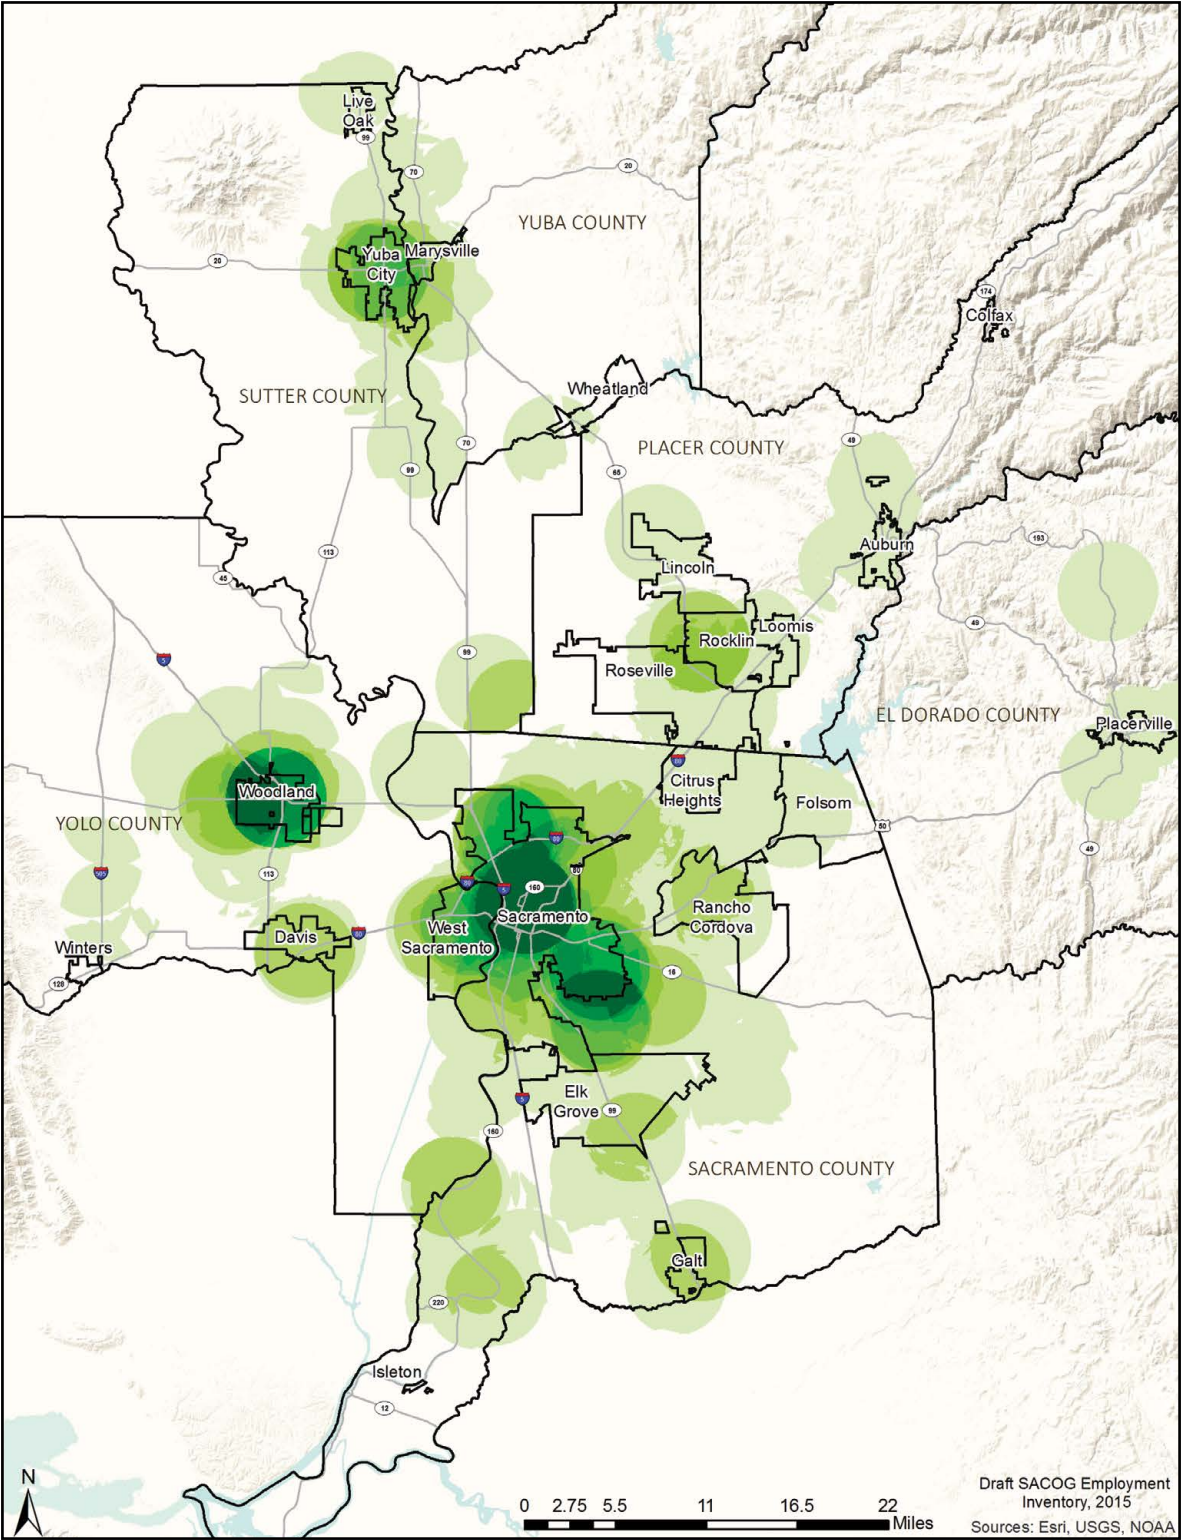 Live
Oak
99
70
20
YUBA COUNTY
Marysville
Yuba
City
20
174
Colfax
SUTTER COUNTY
Wheatland
70
PLACER COUNTY
49
99
65
Auburn
193
113
Lincoln
45
49
Loomis
Rocklin
99
5
Roseville
EL DORADO COUNTY
Placerville
80
Citrus
Heights
Woodland
Folsom
YOLO COUNTY
50
80
80
49
505
113
80
5
160
Rancho
Cordova
Sacramento
West
Sacramento
Davis
80
Winters
16
128
Elk
Grove
5
99
160
SACRAMENTO COUNTY
Galt
220
Isleton
12
N
Draft SACOG Employment
Inventory, 2015
0 2.75 5.5 11 16.5 22
Miles
Sources: Esri, USGS, NOAA